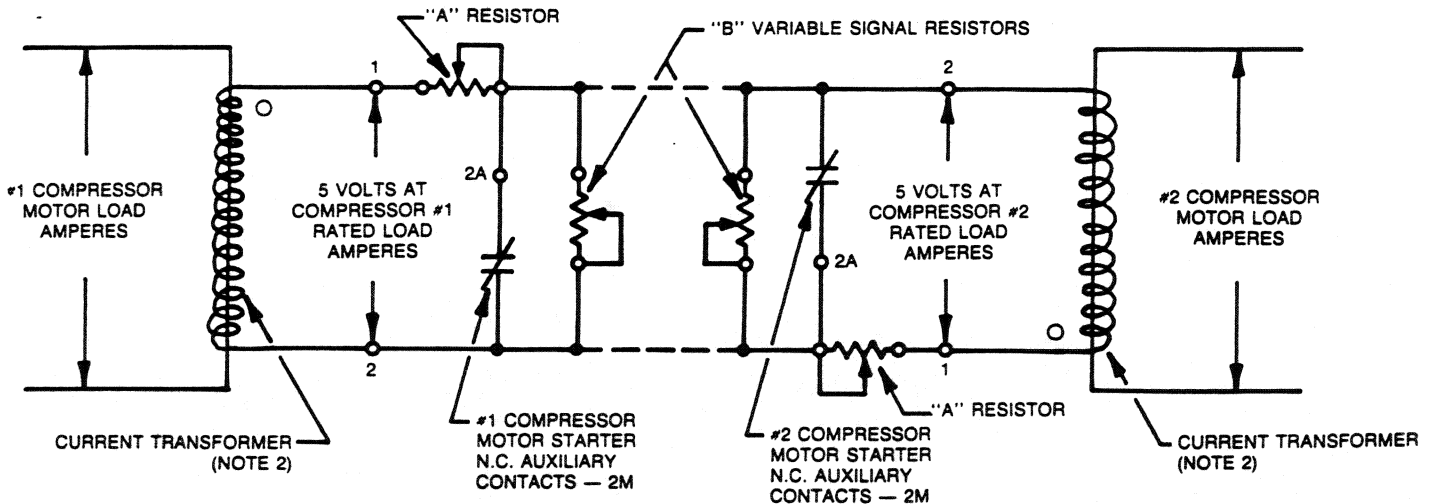 "A" RESISTOR
"B" VARIABLE SIGNAL RESISTORS
1
2
2A
#1 COMPRESSOR
MOTOR LOAD
AMPERES
5 VOLTS AT
COMPRESSOR #1
RATED LOAD
AMPERES
5 VOLTS AT
COMPRESSOR #2
RATED LOAD
AMPERES
#2 COMPRESSOR
MOTOR LOAD
AMPERES
2A
2
1
"A" RESISTOR
CURRENT TRANSFORMER
(NOTE 2)
#1 COMPRESSOR
MOTOR STARTER
N.C. AUXILIARY
CONTACTS — 2M
#2 COMPRESSOR
MOTOR STARTER
N.C. AUXILIARY
CONTACTS — 2M
CURRENT TRANSFORMER
(NOTE 2)